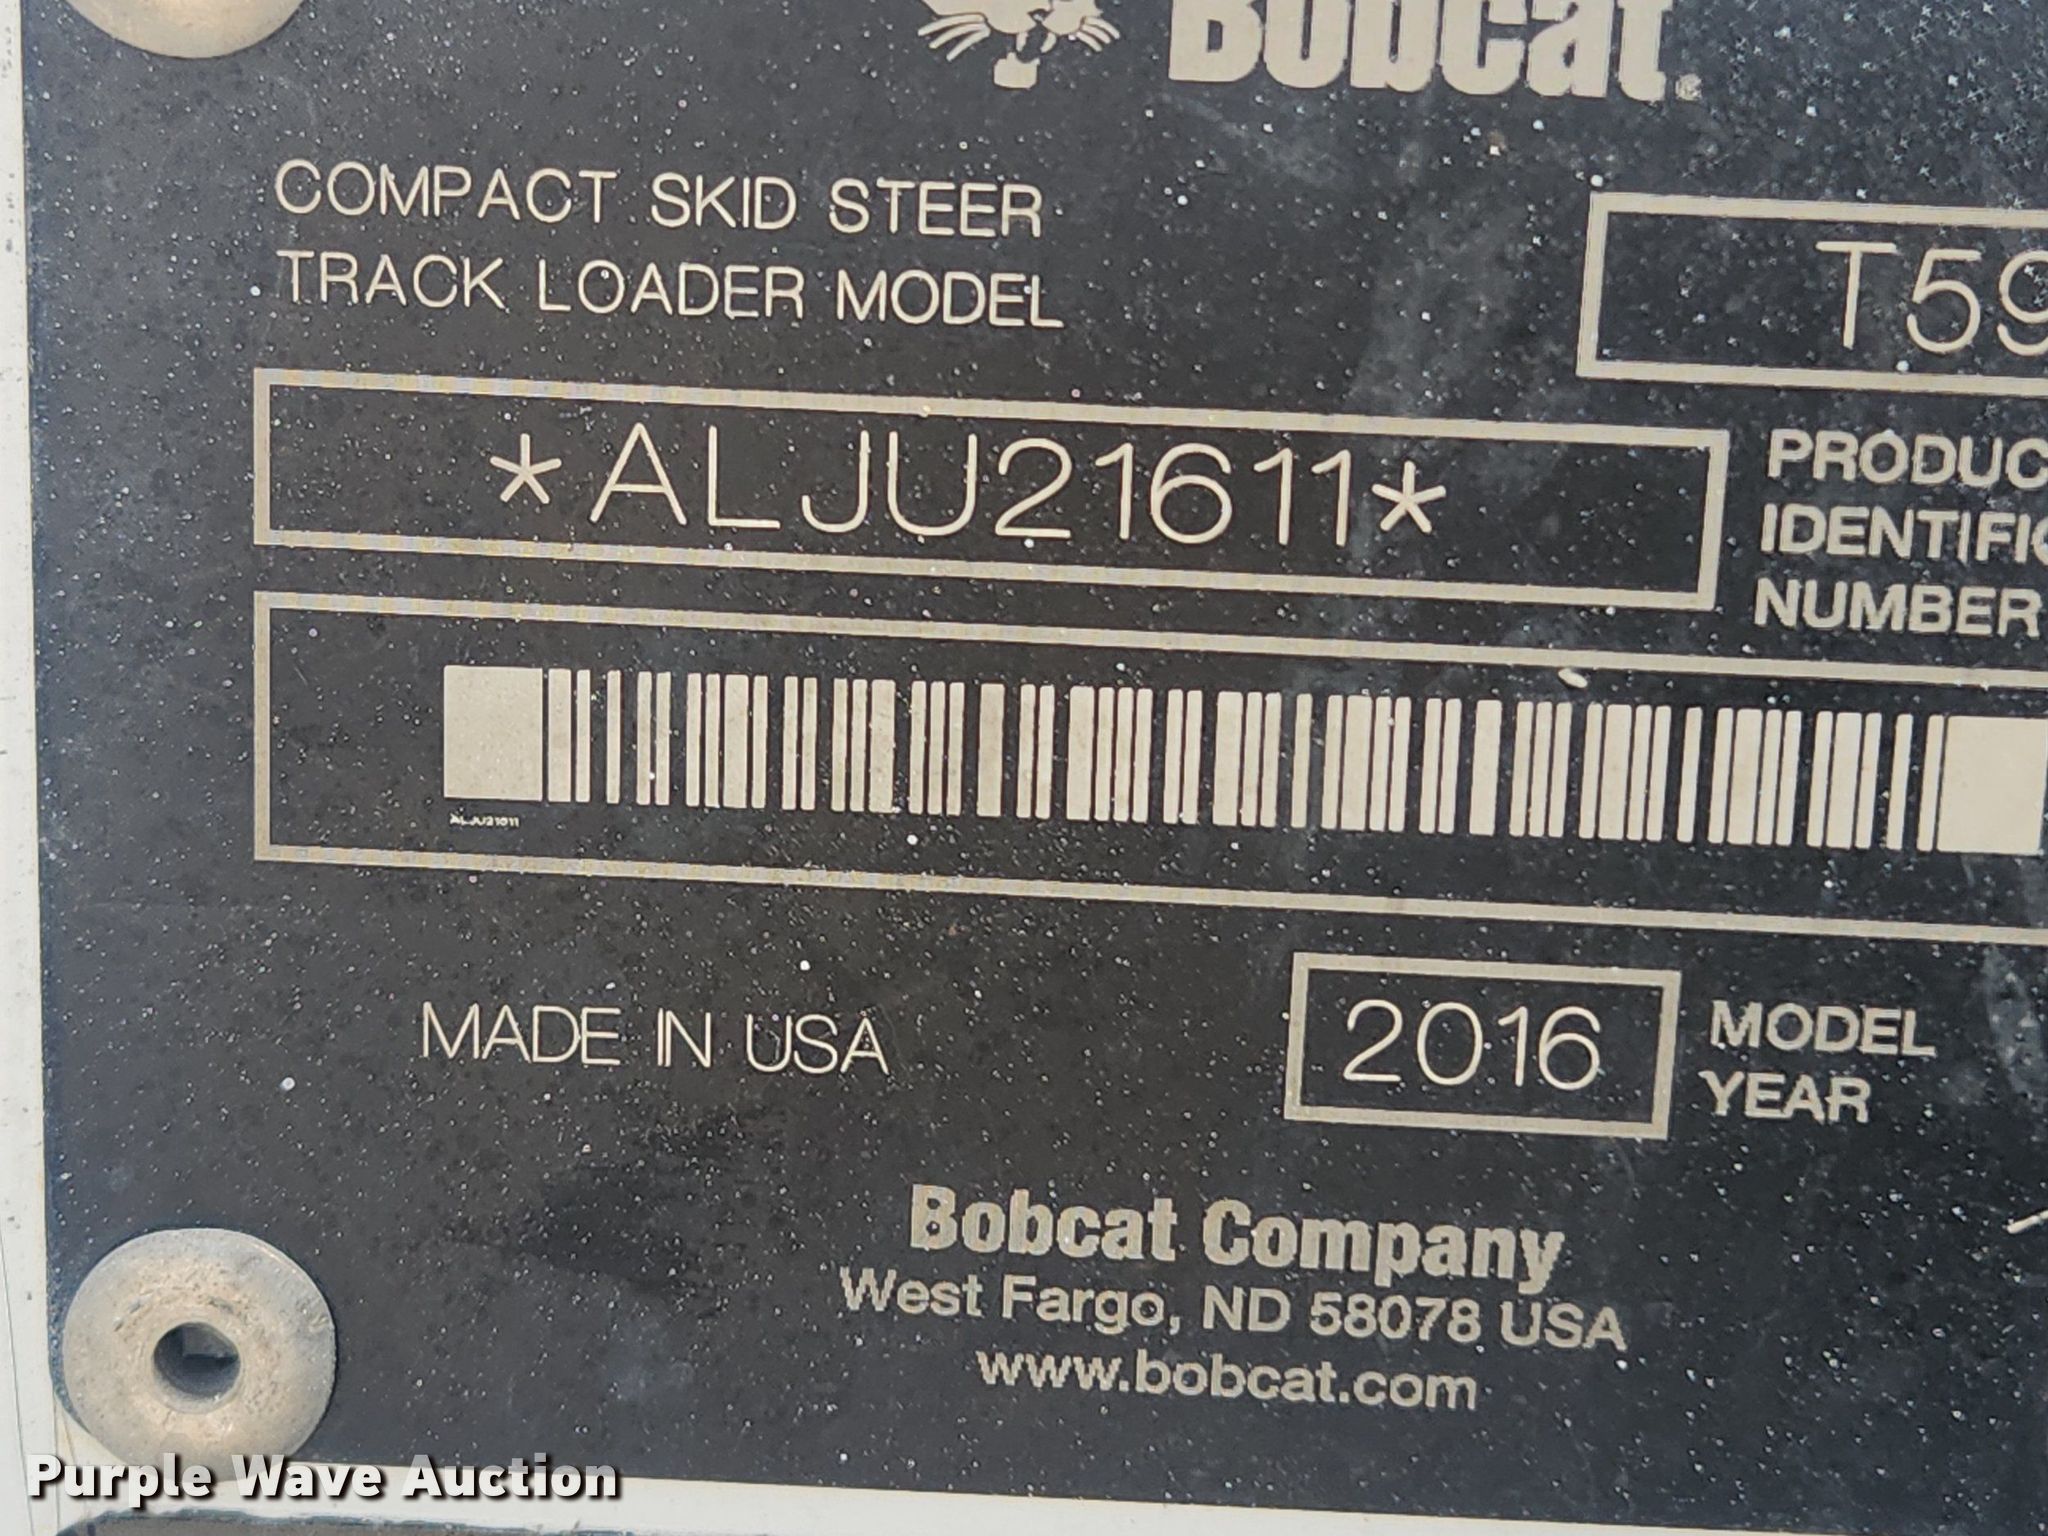 Bobcat®
COMPACT SKID STEER
TRACK LOADER MODEL
T59
*ALJU21611*
PRODUC
IDENTIFIC
NUMBER
ALJU21611
MADE IN USA
2016
MODEL
YEAR
Bobcat Company
West Fargo, ND 58078 USA
www.bobcat.com
Purple Wave Auction